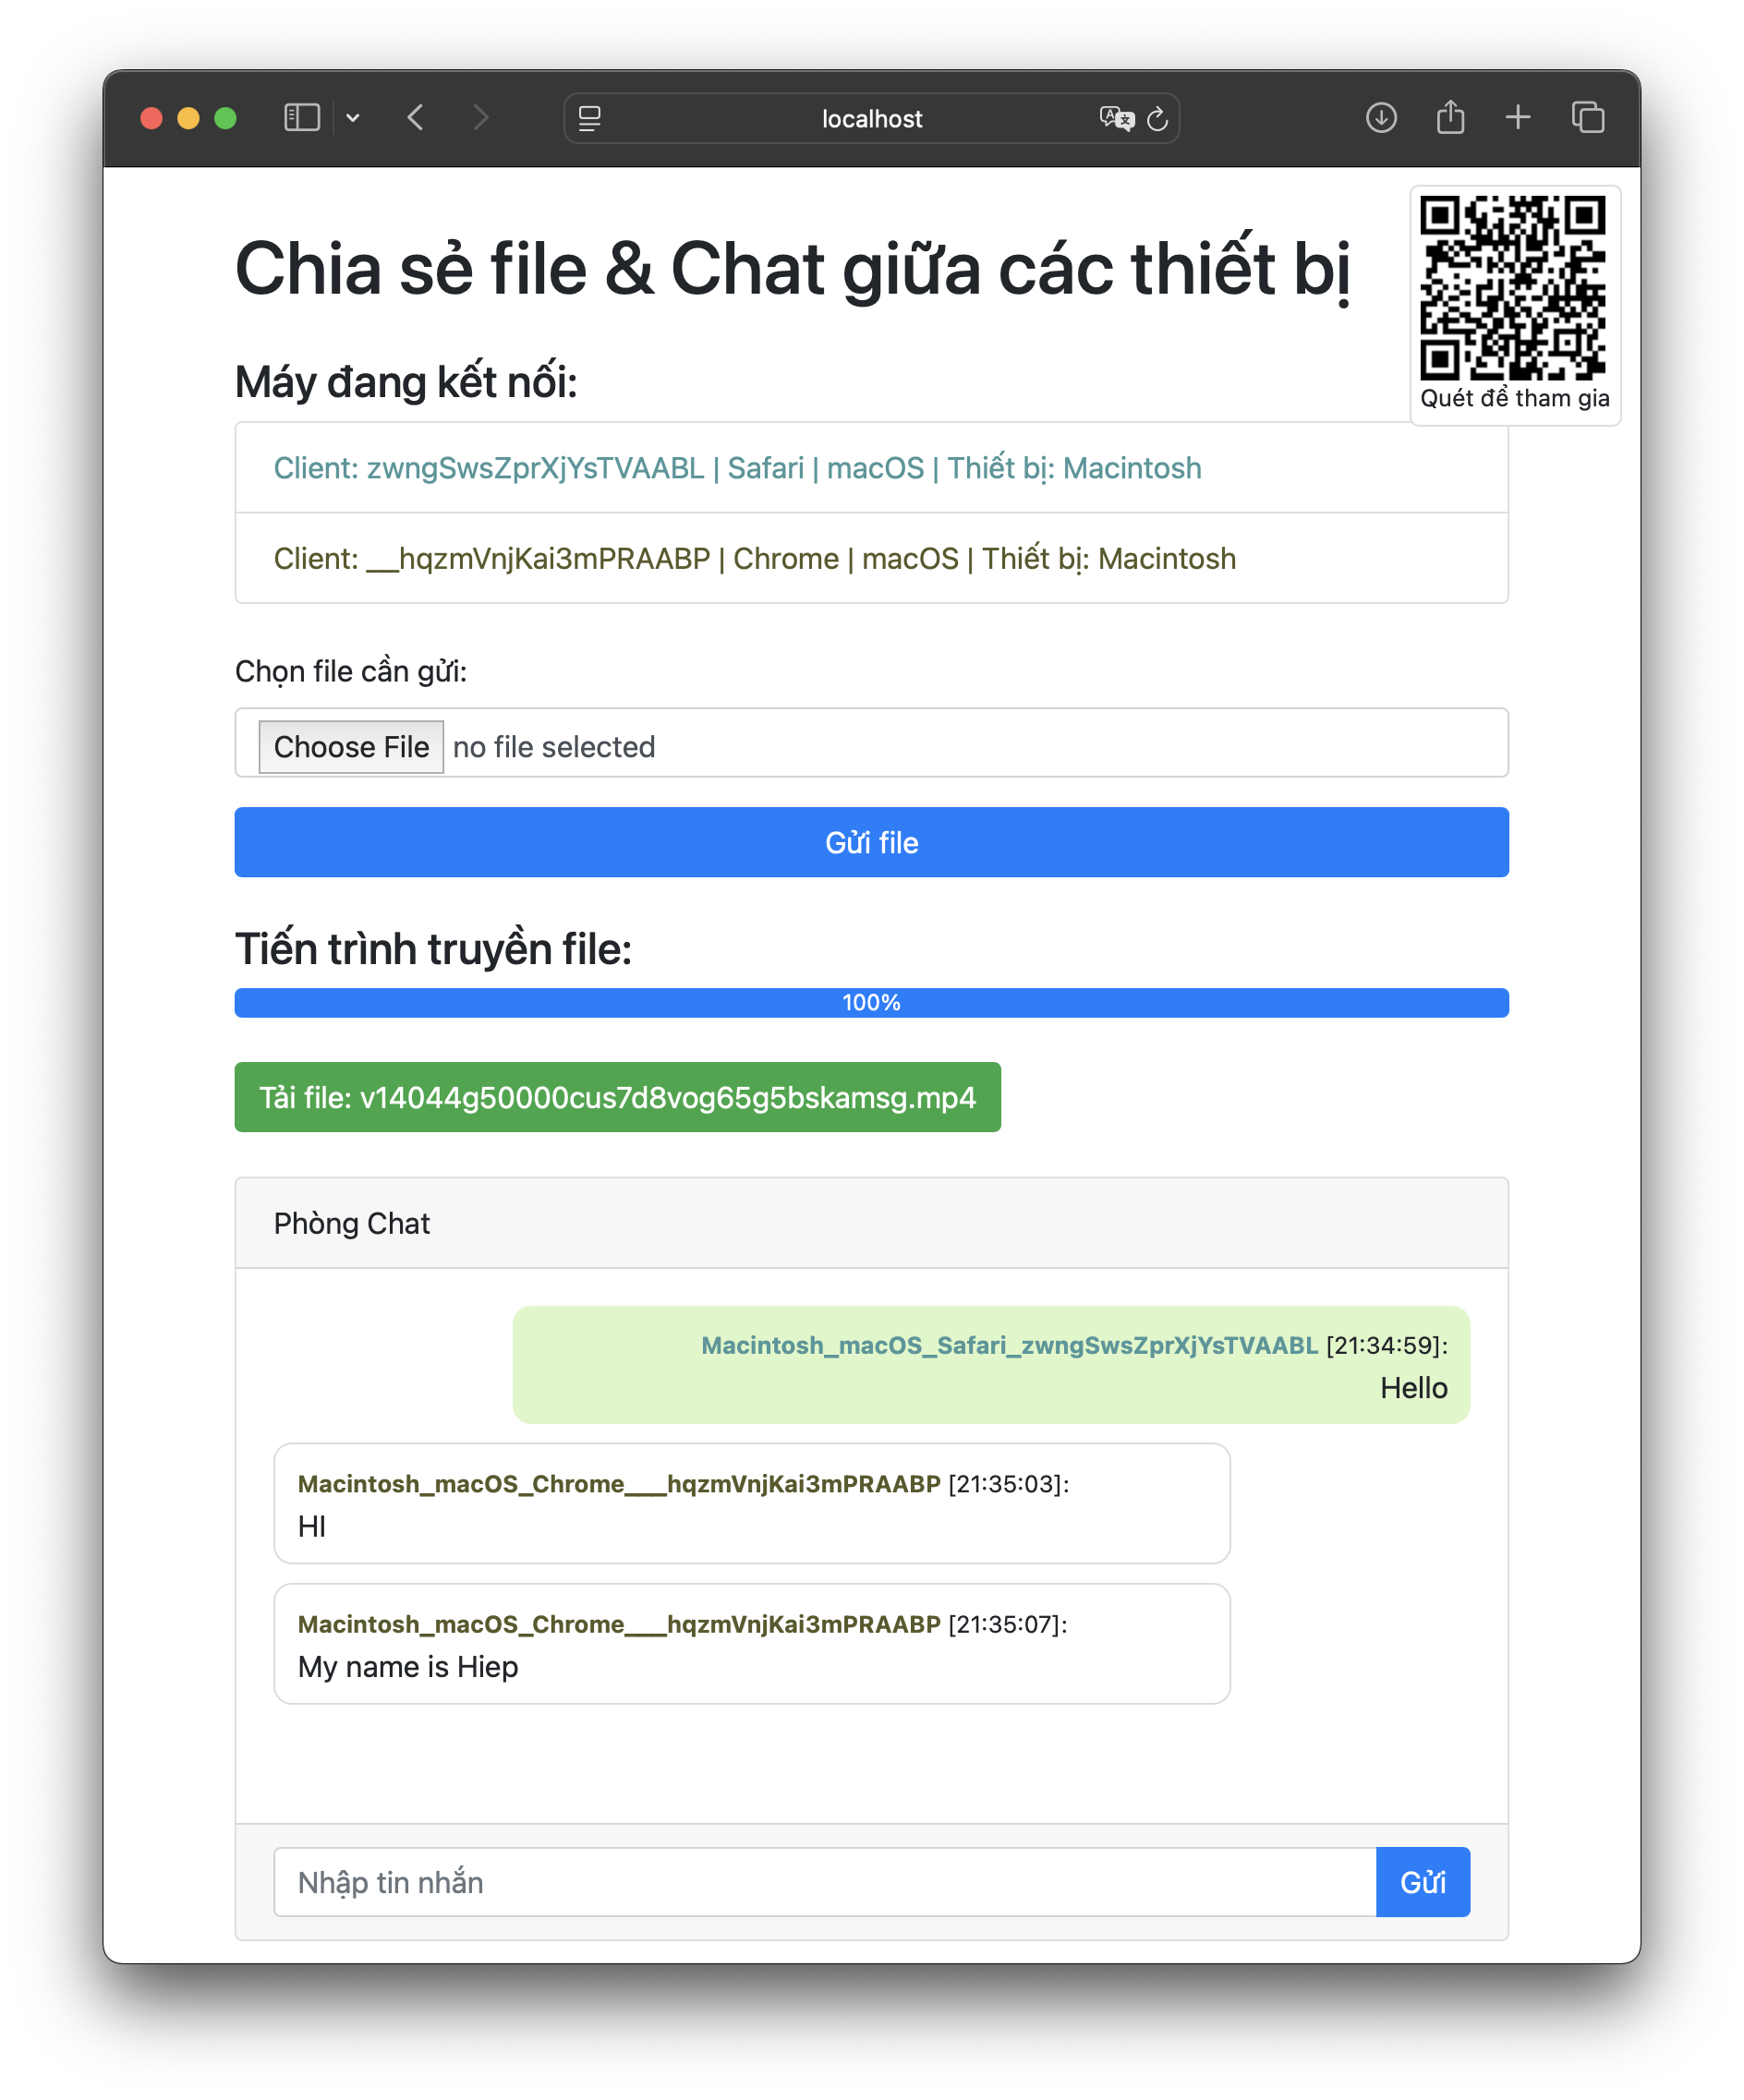 localhost
Chia sẻ file & Chat giữa các thiết bị
Quét để tham gia
Máy đang kết nối:
Client: zwngSwsZprXjYsTVAABL | Safari | macOS | Thiết bị: Macintosh
Client: __hqzmVnjKai3mPRAABP | Chrome | macOS | Thiết bị: Macintosh
Chọn file cần gửi:
Choose File no file selected
Gửi file
Tiến trình truyền file:
100%
Tải file: v14044g50000cus7d8vog65g5bskamsg.mp4
Phòng Chat
Macintosh_macOS_Safari_zwngSwsZprXjYsTVAABL [21:34:59]:
Hello
Macintosh_macOS_Chrome___hqzmVnjKai3mPRAABP [21:35:03]:
HI
Macintosh_macOS_Chrome___hqzmVnjKai3mPRAABP [21:35:07]:
My name is Hiep
Nhập tin nhắn
Gửi